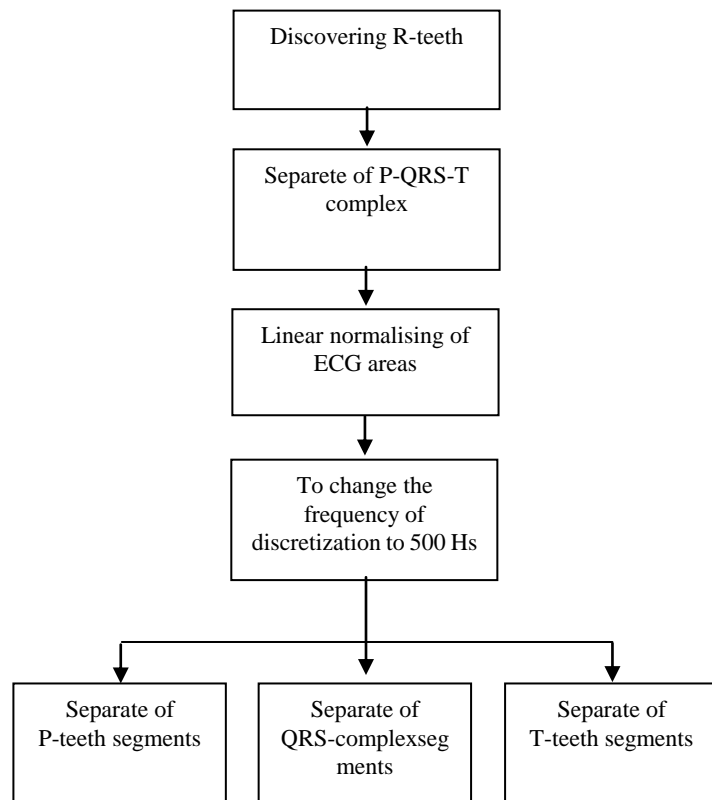 Discovering R-teeth
Separete of P-QRS-T
complex
Linear normalising of
ECG areas
To change the
frequency of
discretization to 500 Hs
Separate of
P-teeth segments
Separate of
QRS-complexseg
ments
Separate of
T-teeth segments